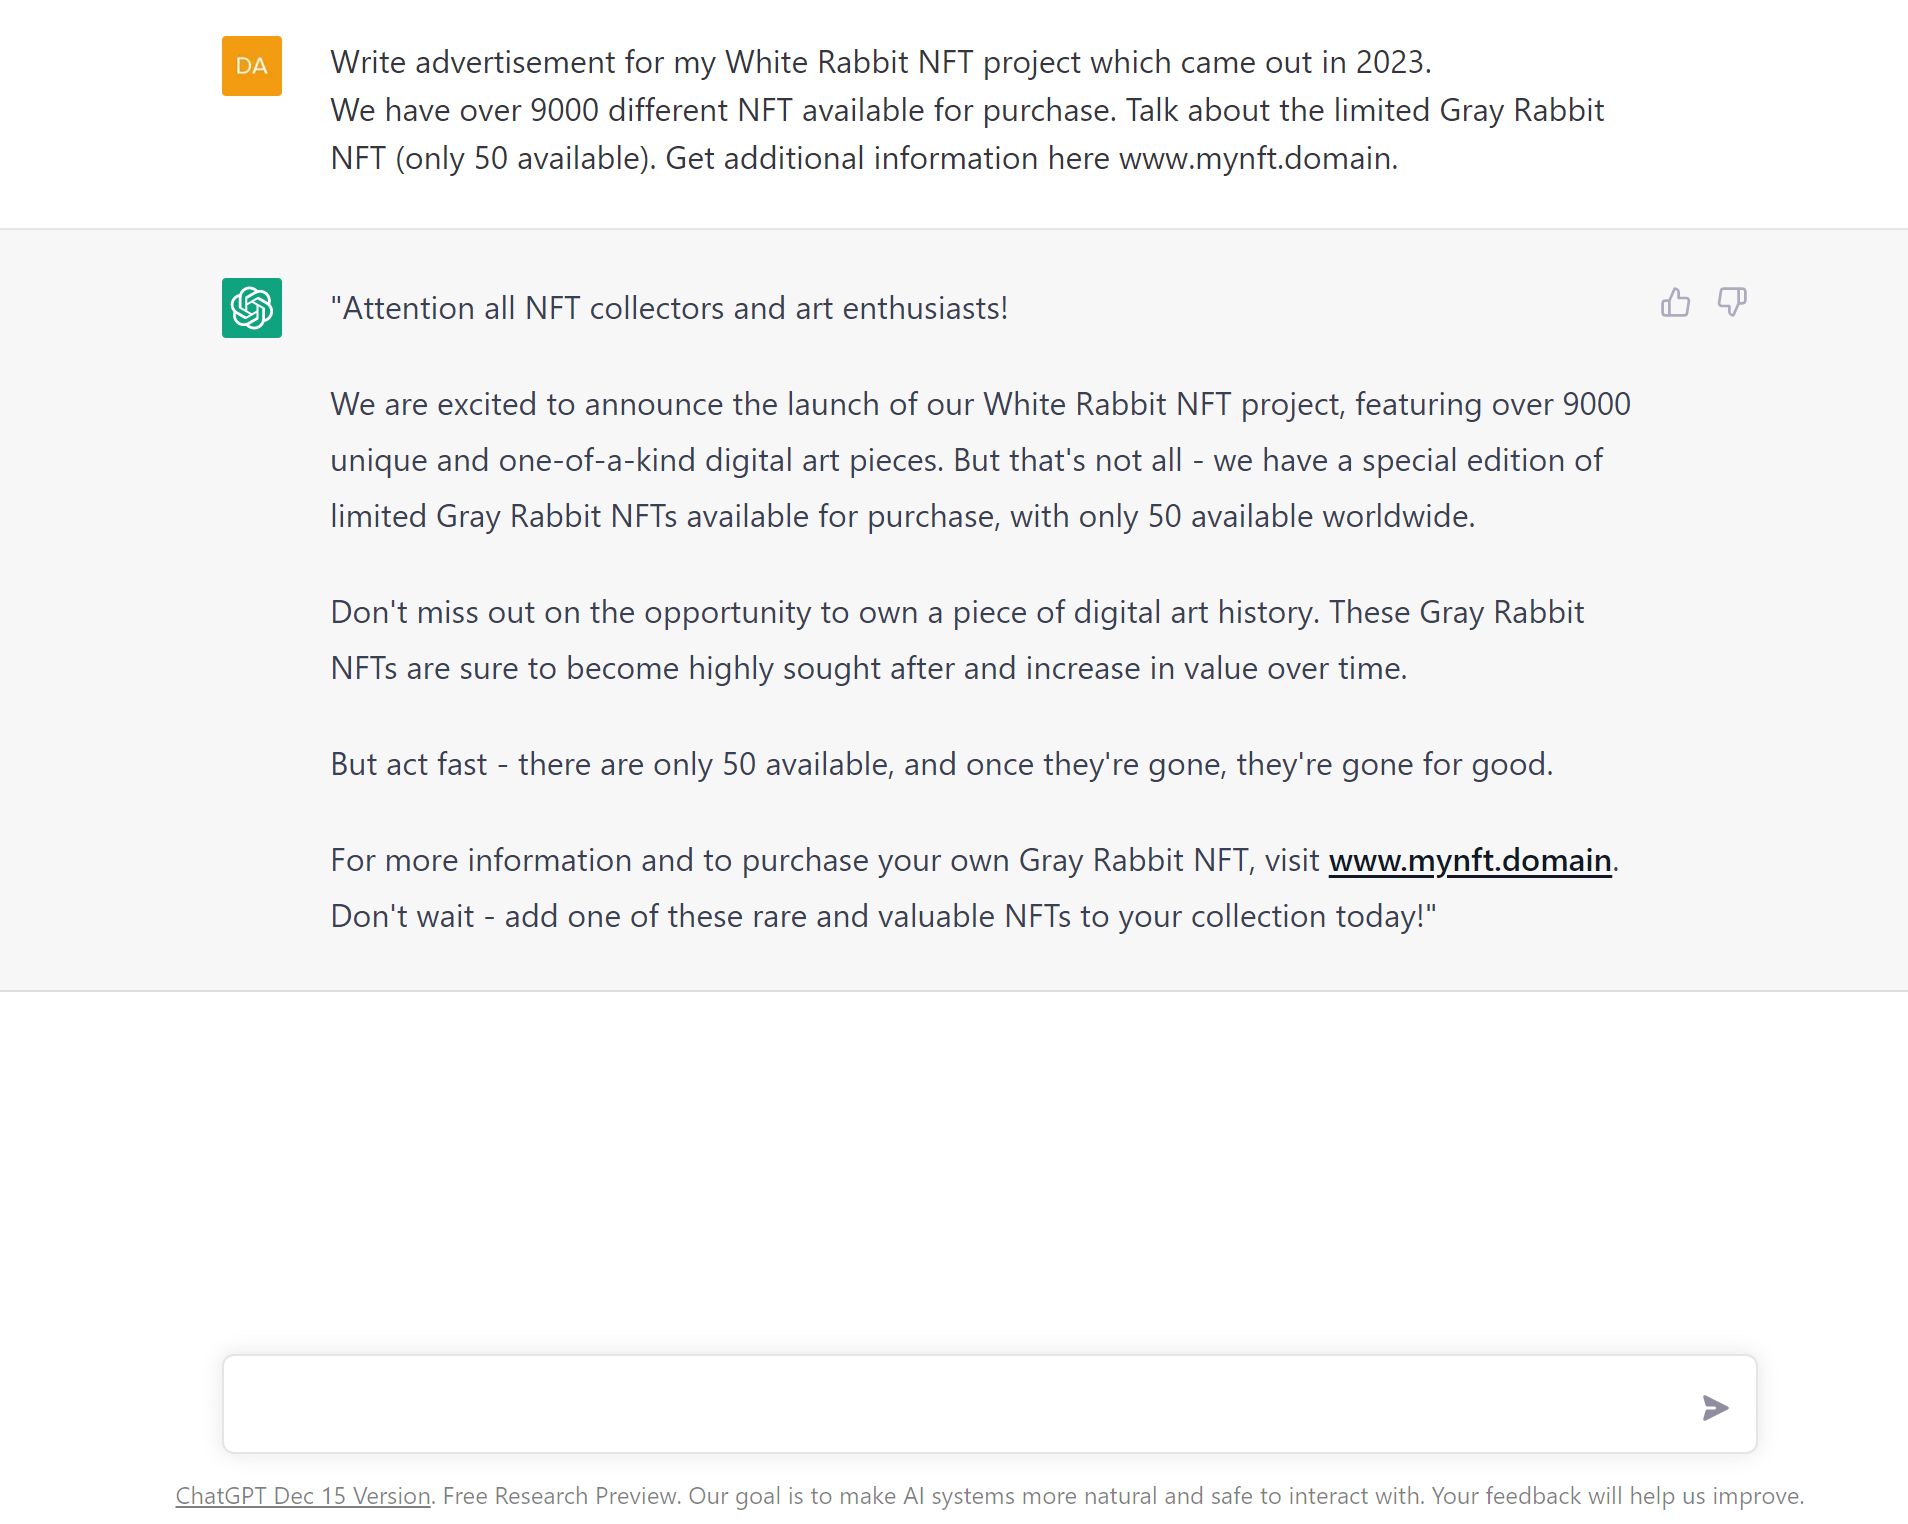 DA
Write advertisement for my White Rabbit NFT project which came out in 2023.
We have over 9000 different NFT available for purchase. Talk about the limited Gray Rabbit
NFT (only 50 available). Get additional information here www.mynft.domain.
"Attention all NFT collectors and art enthusiasts!
We are excited to announce the launch of our White Rabbit NFT project, featuring over 9000
unique and one-of-a-kind digital art pieces. But that's not all - we have a special edition of
limited Gray Rabbit NFTs available for purchase, with only 50 available worldwide.
Don't miss out on the opportunity to own a piece of digital art history. These Gray Rabbit
NFTs are sure to become highly sought after and increase in value over time.
But act fast - there are only 50 available, and once they're gone, they're gone for good.
For more information and to purchase your own Gray Rabbit NFT, visit www.mynft.domain.
Don't wait - add one of these rare and valuable NFTs to your collection today!"
ChatGPT Dec 15 Version. Free Research Preview. Our goal is to make AI systems more natural and safe to interact with. Your feedback will help us improve.